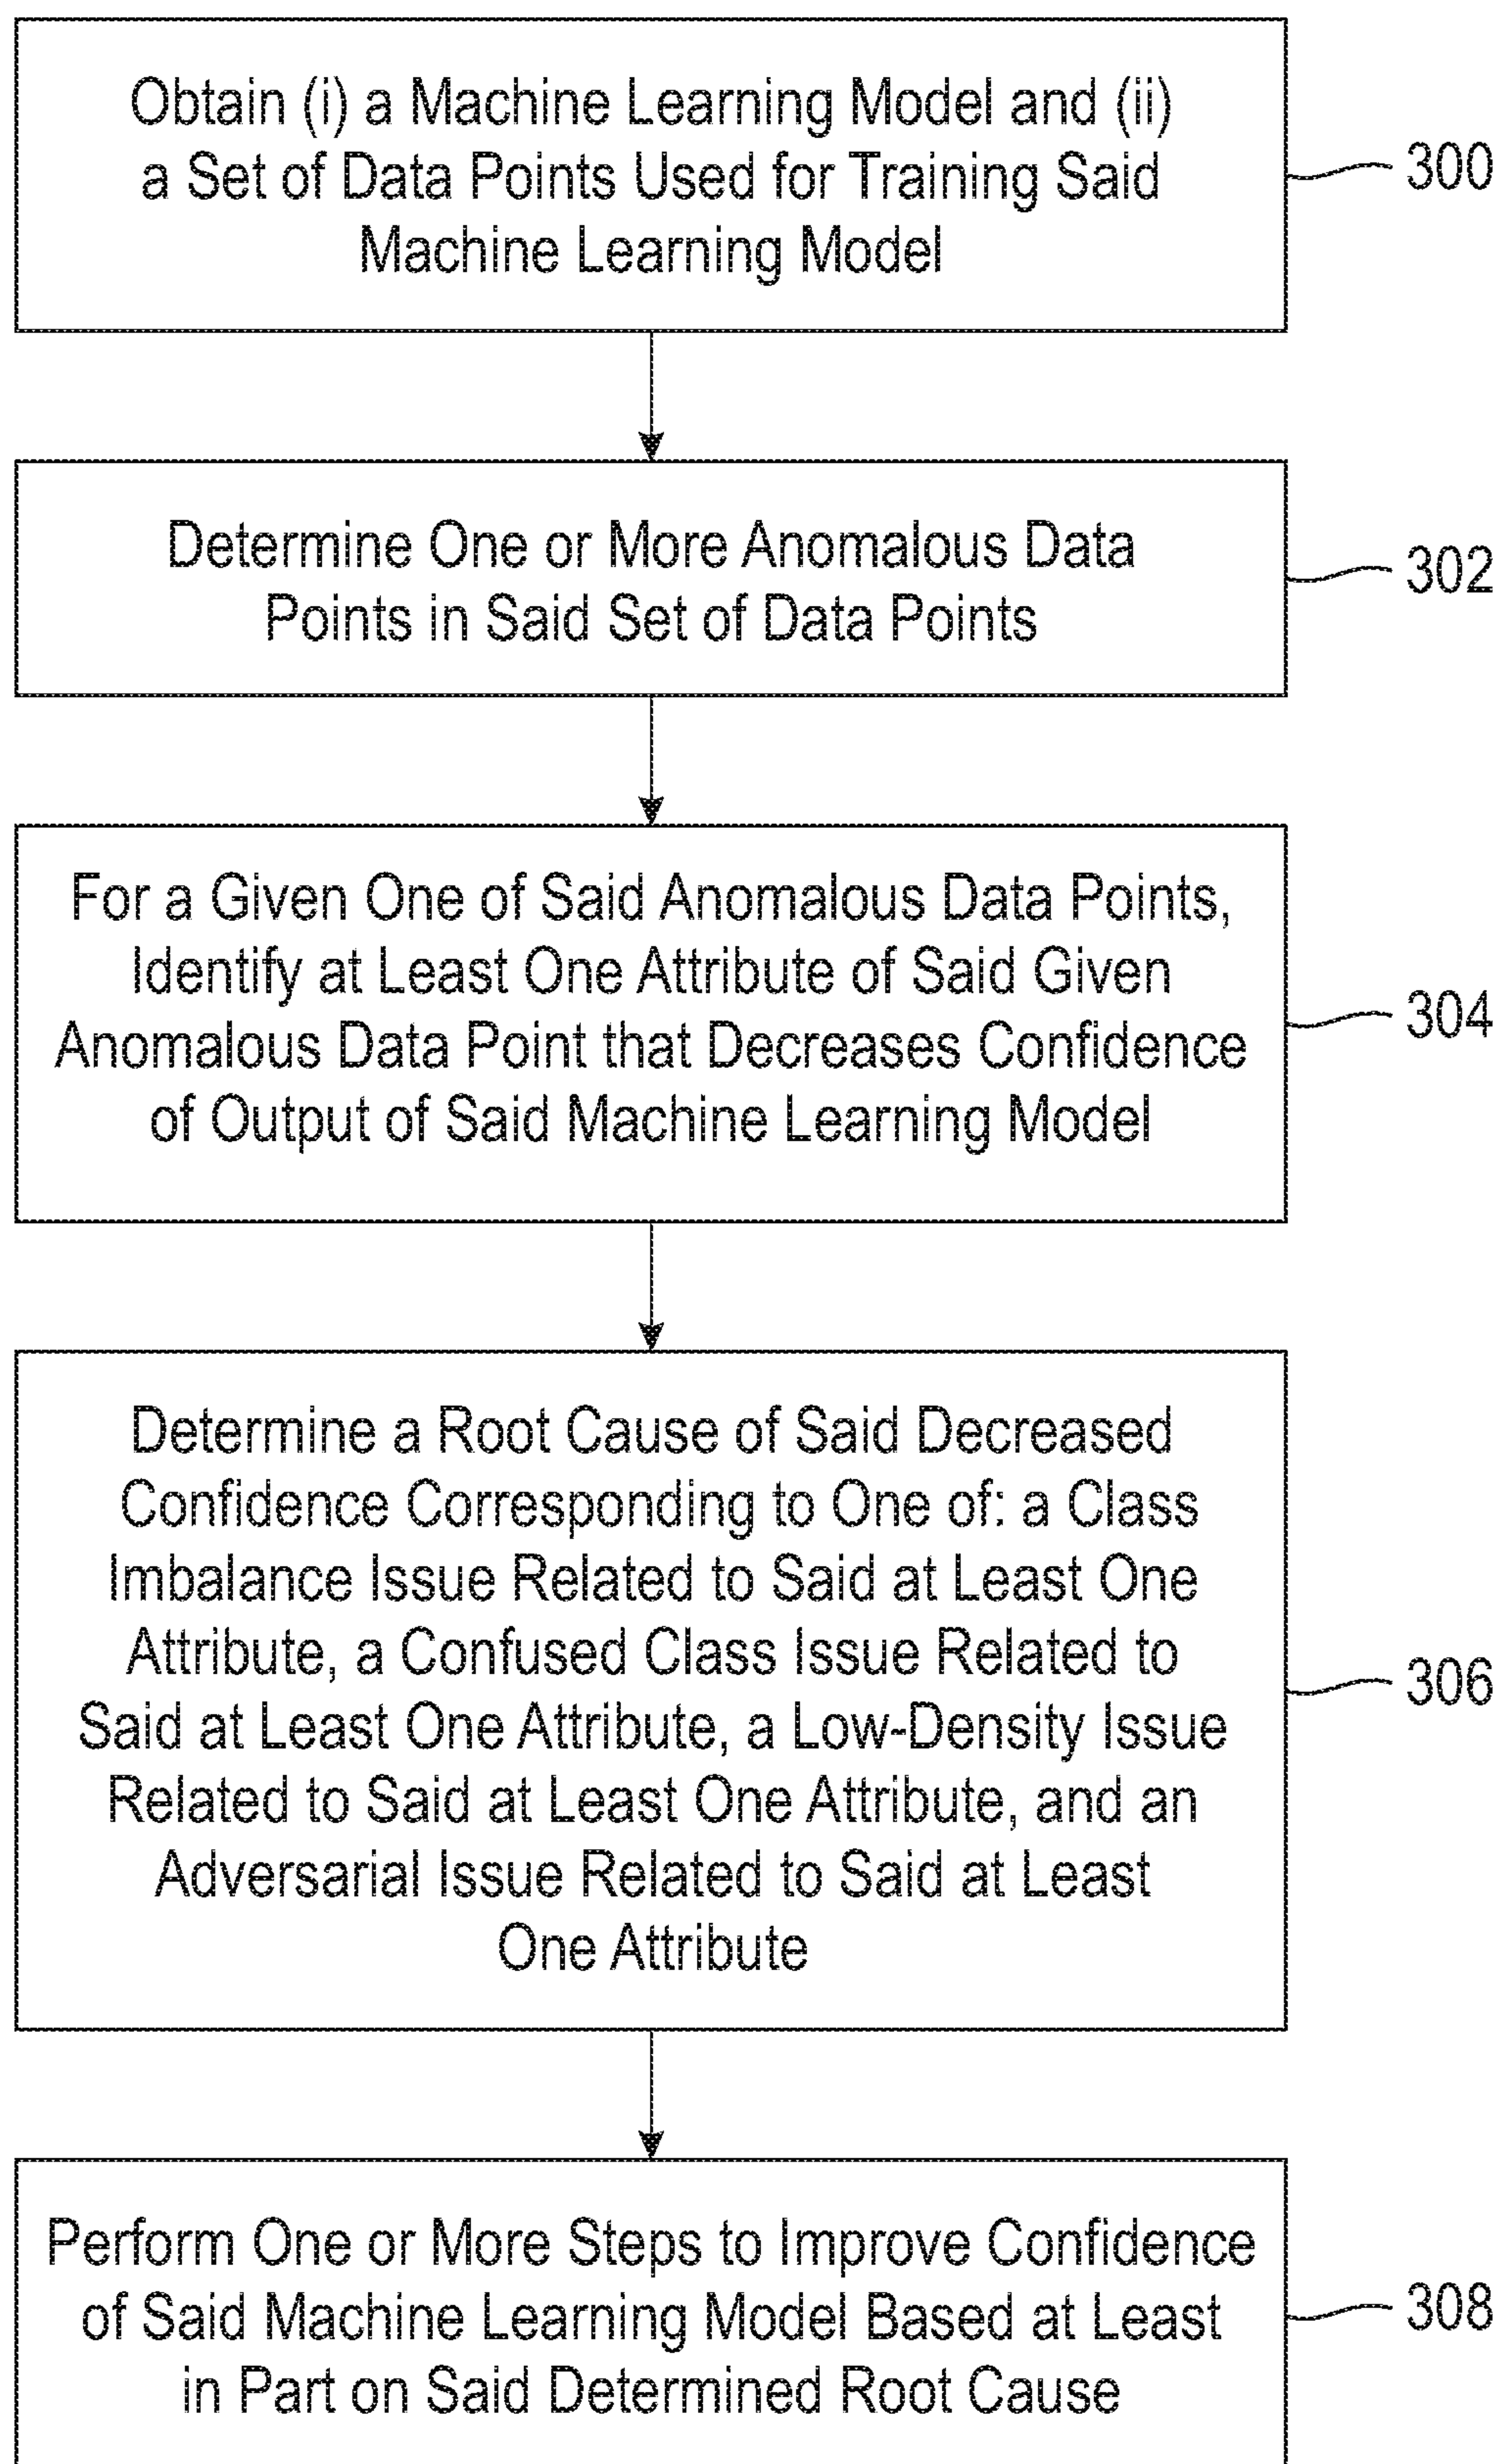 Obtain (i) a Machine Learning Model and (ii)
a Set of Data Points Used for Training Said
Machine Learning Model
300
Determine One or More Anomalous Data
Points in Said Set of Data Points
302
For a Given One of Said Anomalous Data Points,
Identify at Least One Attribute of Said Given
Anomalous Data Point that Decreases Confidence
of Output of Said Machine Learning Model
304
Determine a Root Cause of Said Decreased
Confidence Corresponding to One of: a Class
Imbalance Issue Related to Said at Least One
Attribute, a Confused Class Issue Related to
Said at Least One Attribute, a Low-Density Issue
Related to Said at Least One Attribute, and an
Adversarial Issue Related to Said at Least
One Attribute
306
Perform One or More Steps to Improve Confidence
of Said Machine Learning Model Based at Least
in Part on Said Determined Root Cause
308